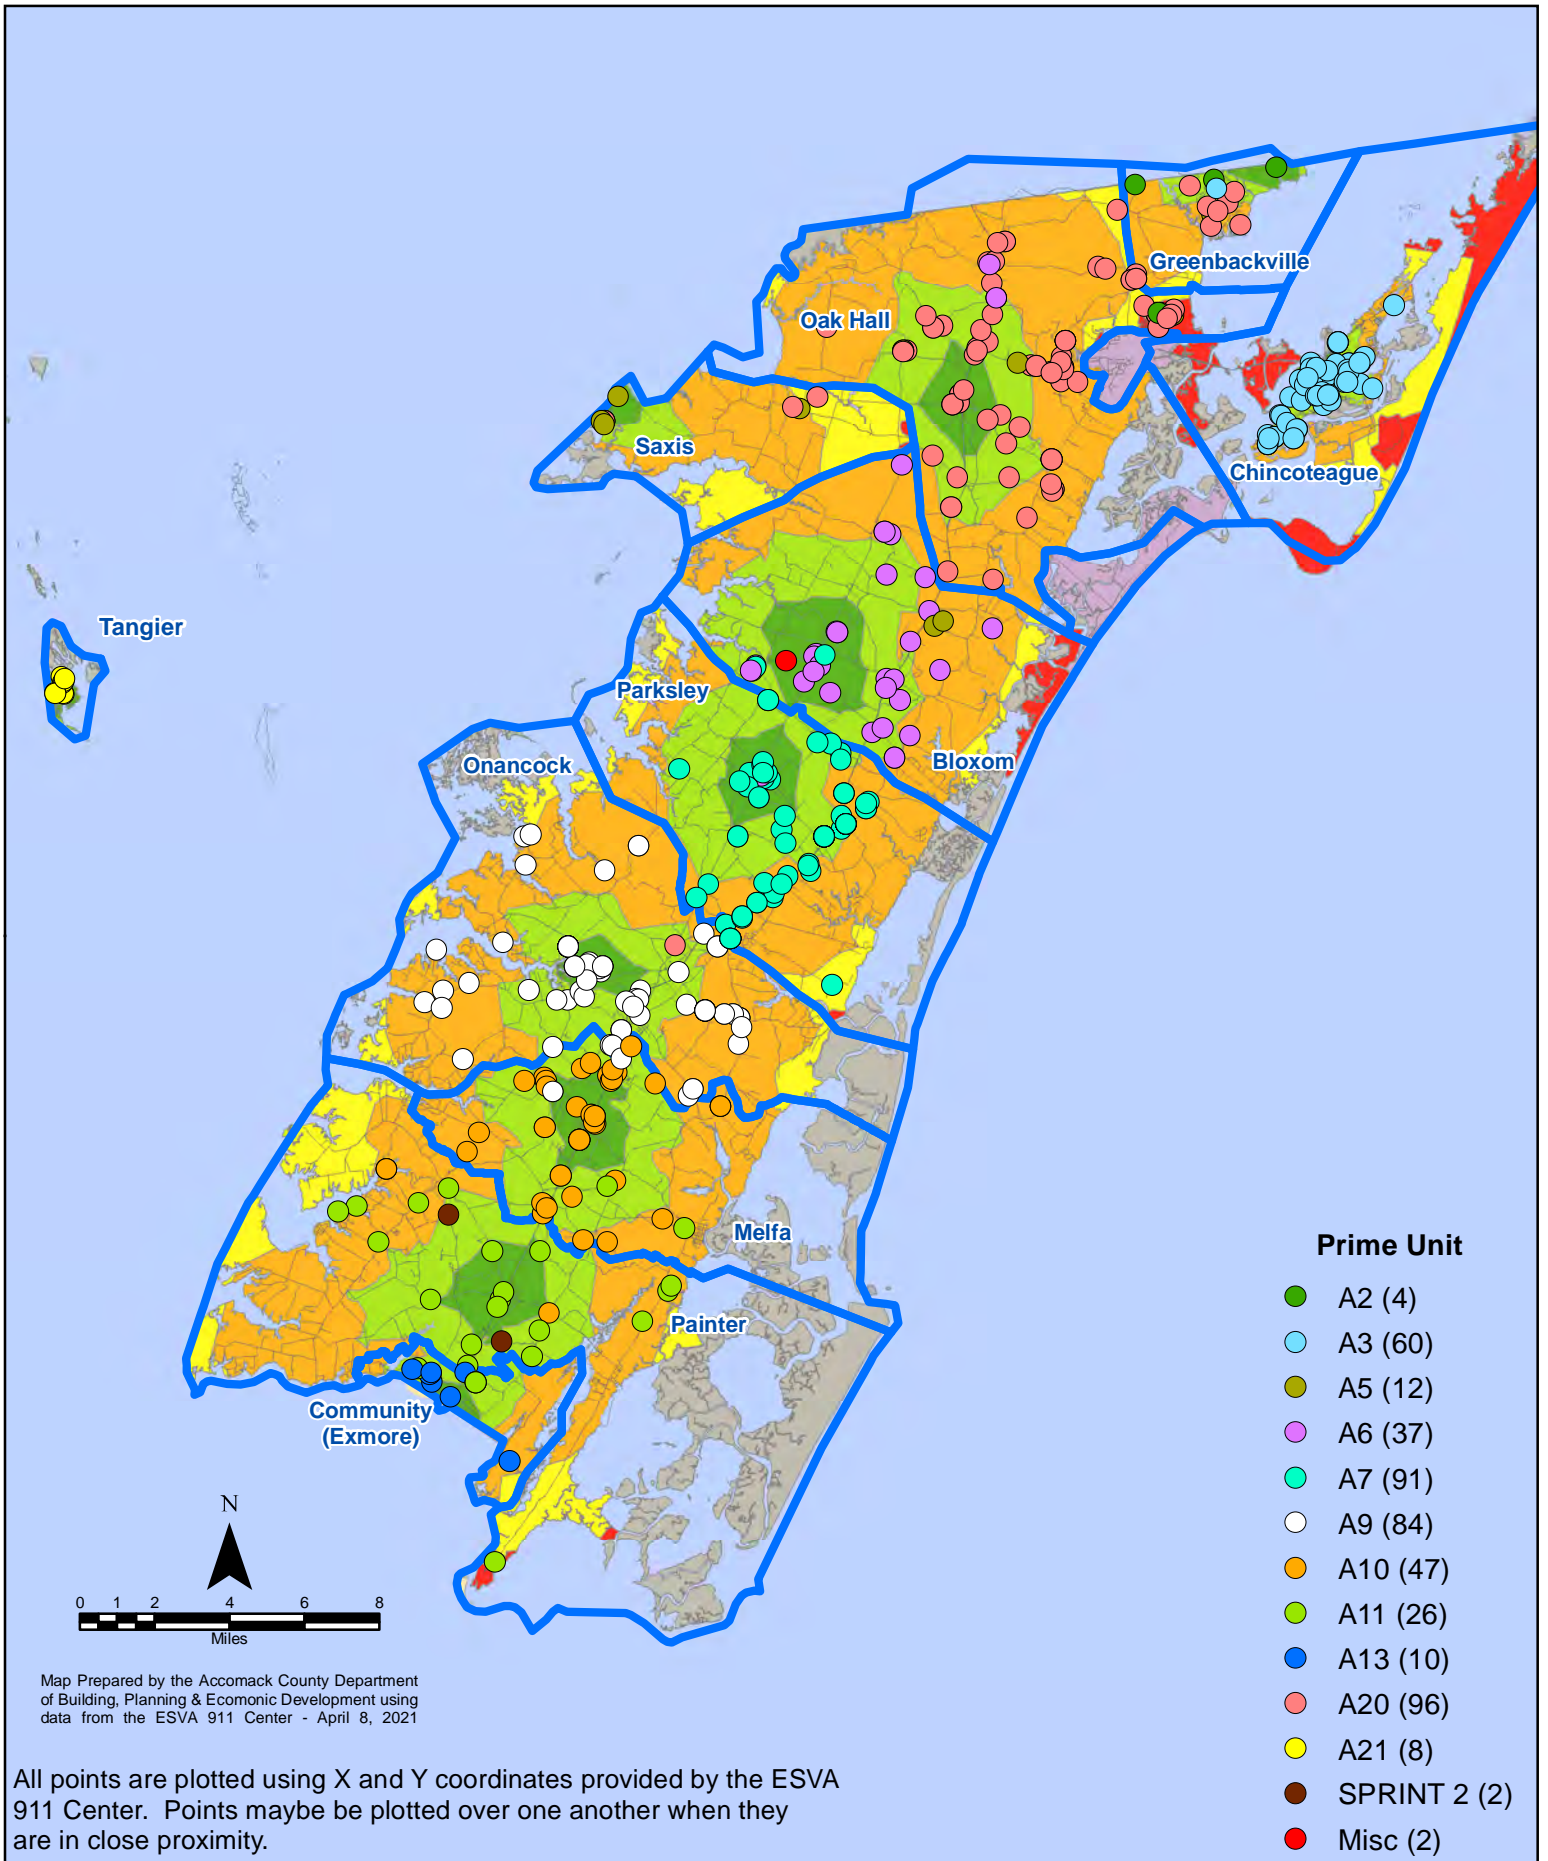 Greenbackville
Oak Hall
Saxis
Chincoteague
Tangier
Parksley
Bloxom
Onancock
Melfa
Painter
Community
(Exmore)
Prime Unit
A2 (4)
A3 (60)
A5 (12)
A6 (37)
A7 (91)
A9 (84)
A10 (47)
A11 (26)
A13 (10)
A20 (96)
A21 (8)
SPRINT 2 (2)
Misc (2)
N
0 1 2 4 6 8
Miles
Map Prepared by the Accomack County Department
of Building, Planning & Ecomonic Development using
data from the ESVA 911 Center - April 8, 2021
All points are plotted using X and Y coordinates provided by the ESVA
911 Center. Points maybe be plotted over one another when they
are in close proximity.